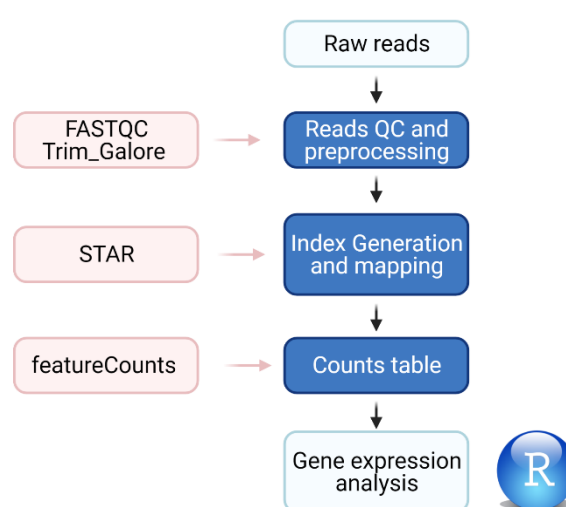 Raw reads
FASTQC
Trim_Galore
Reads QC and
preprocessing
STAR
Index Generation
and mapping
featureCounts
Counts table
Gene expression
analysis
R